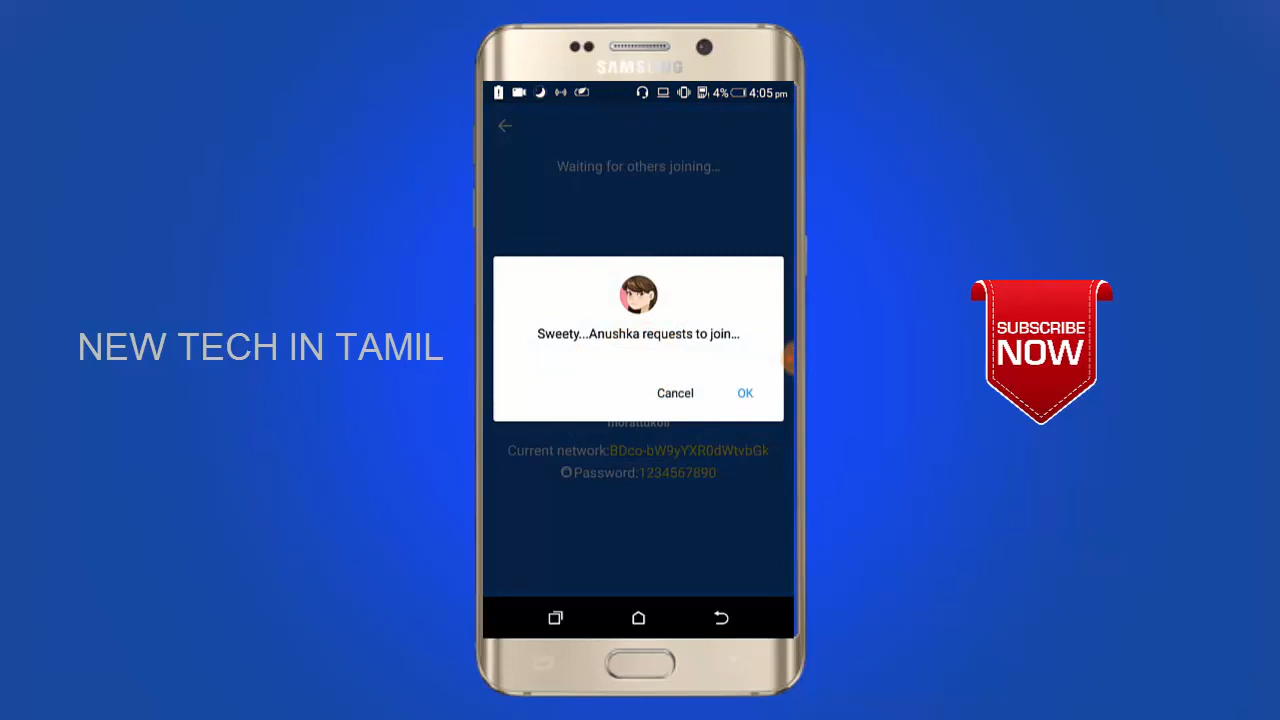 SAMSUNG
4% 4:05 pm
Waiting for others joining...
Sweety...Anushka requests to join...
Cancel OK
morattukoli
Current network:BDco-bW9yYXR0dWtvbGk
Password:1234567890
NEW TECH IN TAMIL
SUBSCRIBE
NOW